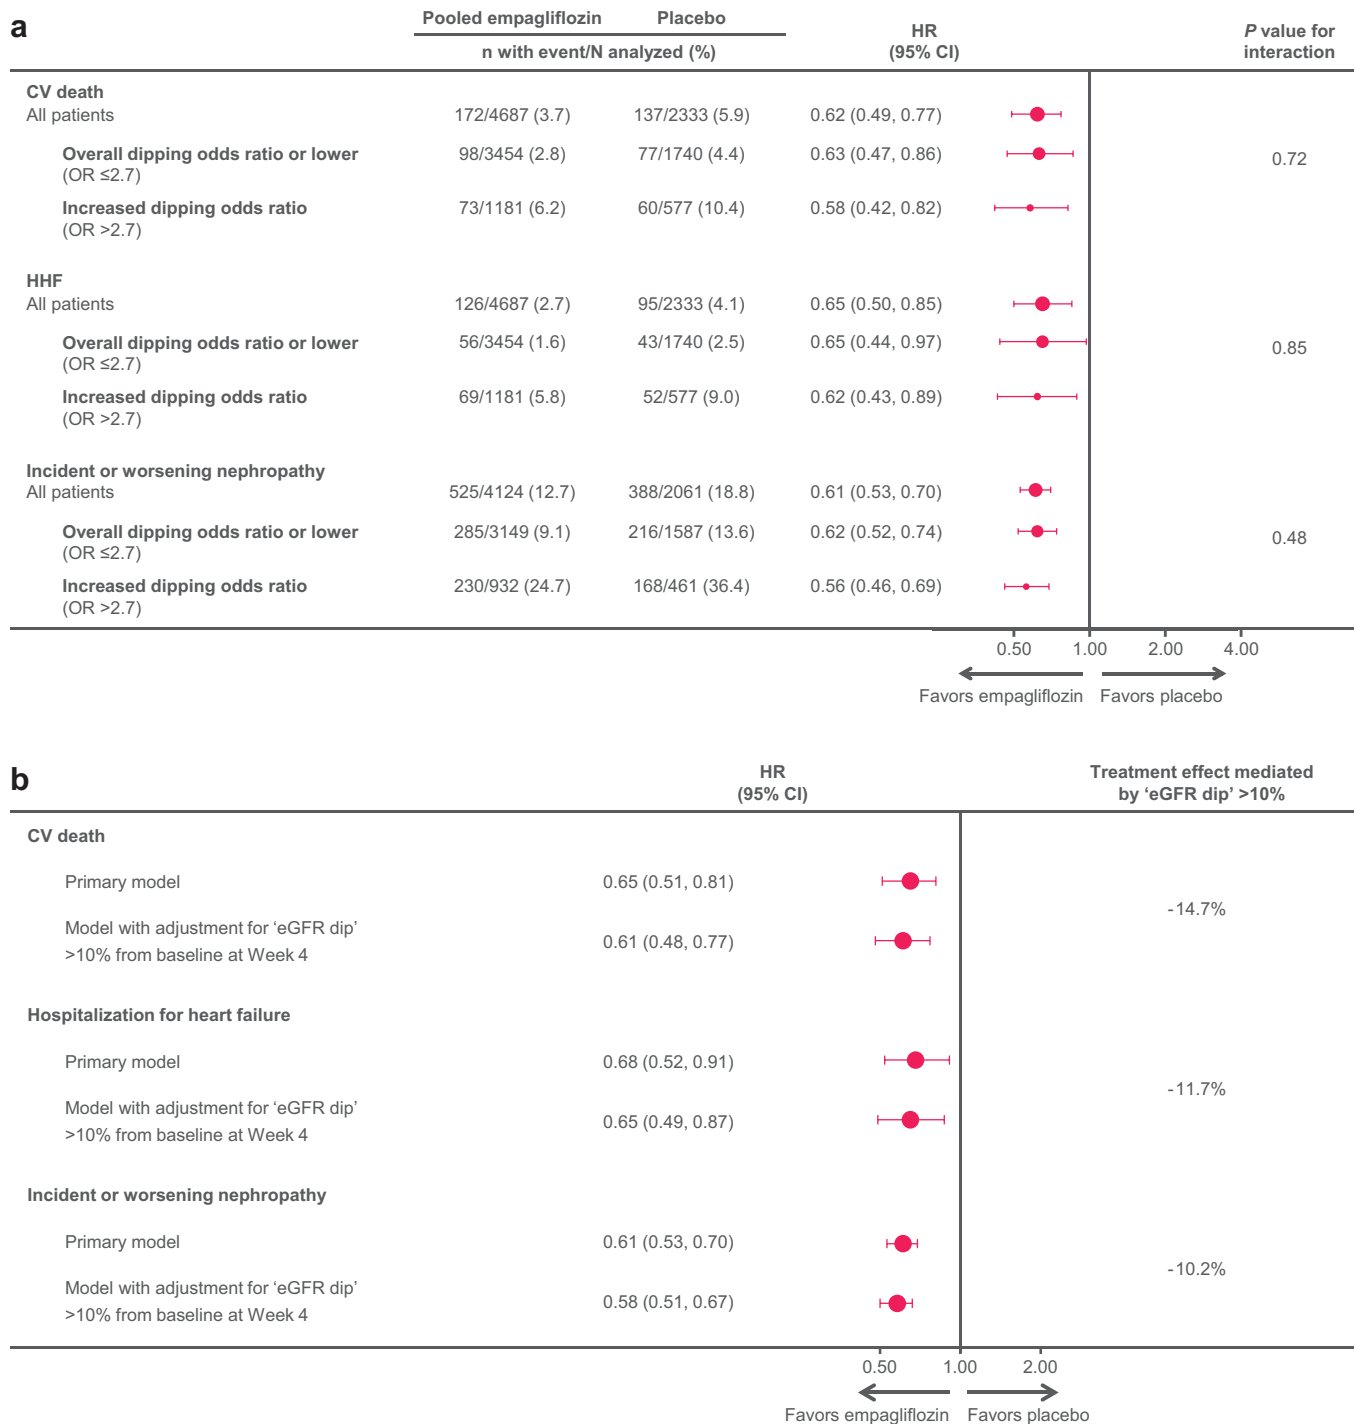 a
Pooled empagliflozin Placebo
n with event/N analyzed (%)
HR
(95% CI)
P value for
interaction
CV death
All patients 172/4687 (3.7) 137/2333 (5.9) 0.62 (0.49, 0.77)
Overall dipping odds ratio or lower 98/3454 (2.8) 77/1740 (4.4) 0.63 (0.47, 0.86)
(OR ≤2.7)
0.72
Increased dipping odds ratio 73/1181 (6.2) 60/577 (10.4) 0.58 (0.42, 0.82)
(OR >2.7)
HHF
All patients 126/4687 (2.7) 95/2333 (4.1) 0.65 (0.50, 0.85)
Overall dipping odds ratio or lower 56/3454 (1.6) 43/1740 (2.5) 0.65 (0.44, 0.97)
(OR ≤2.7)
0.85
Increased dipping odds ratio 69/1181 (5.8) 52/577 (9.0) 0.62 (0.43, 0.89)
(OR >2.7)
Incident or worsening nephropathy
All patients 525/4124 (12.7) 388/2061 (18.8) 0.61 (0.53, 0.70)
Overall dipping odds ratio or lower 285/3149 (9.1) 216/1587 (13.6) 0.62 (0.52, 0.74)
(OR ≤2.7)
0.48
Increased dipping odds ratio 230/932 (24.7) 168/461 (36.4) 0.56 (0.46, 0.69)
(OR >2.7)
0.50 1.00 2.00 4.00
Favors empagliflozin Favors placebo
b
HR
(95% CI)
Treatment effect mediated
by ‘eGFR dip’ >10%
CV death
Primary model 0.65 (0.51, 0.81)
-14.7%
Model with adjustment for ‘eGFR dip’
>10% from baseline at Week 4
0.61 (0.48, 0.77)
Hospitalization for heart failure
Primary model 0.68 (0.52, 0.91)
-11.7%
Model with adjustment for ‘eGFR dip’
>10% from baseline at Week 4
0.65 (0.49, 0.87)
Incident or worsening nephropathy
Primary model 0.61 (0.53, 0.70)
-10.2%
Model with adjustment for ‘eGFR dip’
>10% from baseline at Week 4
0.58 (0.51, 0.67)
0.50 1.00 2.00
Favors empagliflozin Favors placebo